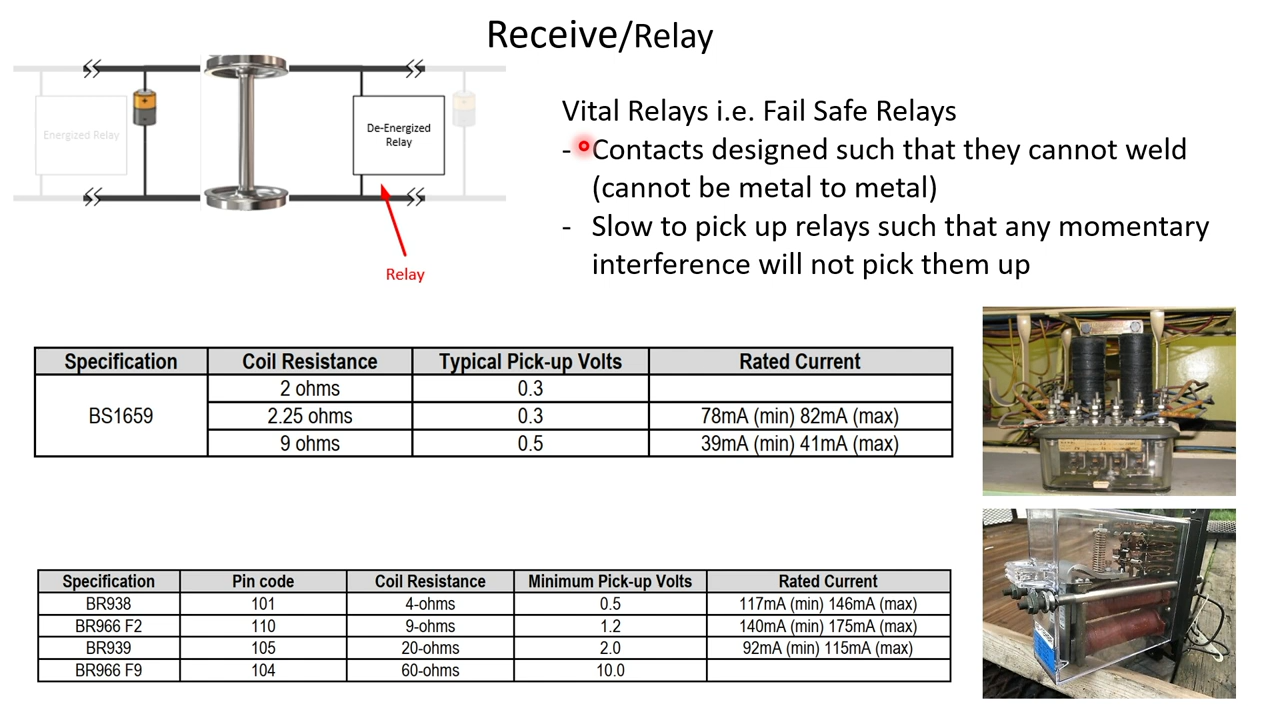 Receive/Relay
Energized Relay
De-Energized
Relay
Relay
Vital Relays i.e. Fail Safe Relays
- Contacts designed such that they cannot weld
(cannot be metal to metal)
- Slow to pick up relays such that any momentary
interference will not pick them up
Specification Coil Resistance Typical Pick-up Volts Rated Current
BS1659 2 ohms 0.3
2.25 ohms 0.3 78mA (min) 82mA (max)
9 ohms 0.5 39mA (min) 41mA (max)
Specification Pin code Coil Resistance Minimum Pick-up Volts Rated Current
BR938 101 4-ohms 0.5 117mA (min) 146mA (max)
BR966 F2 110 9-ohms 1.2 140mA (min) 175mA (max)
BR939 105 20-ohms 2.0 92mA (min) 115mA (max)
BR966 F9 104 60-ohms 10.0